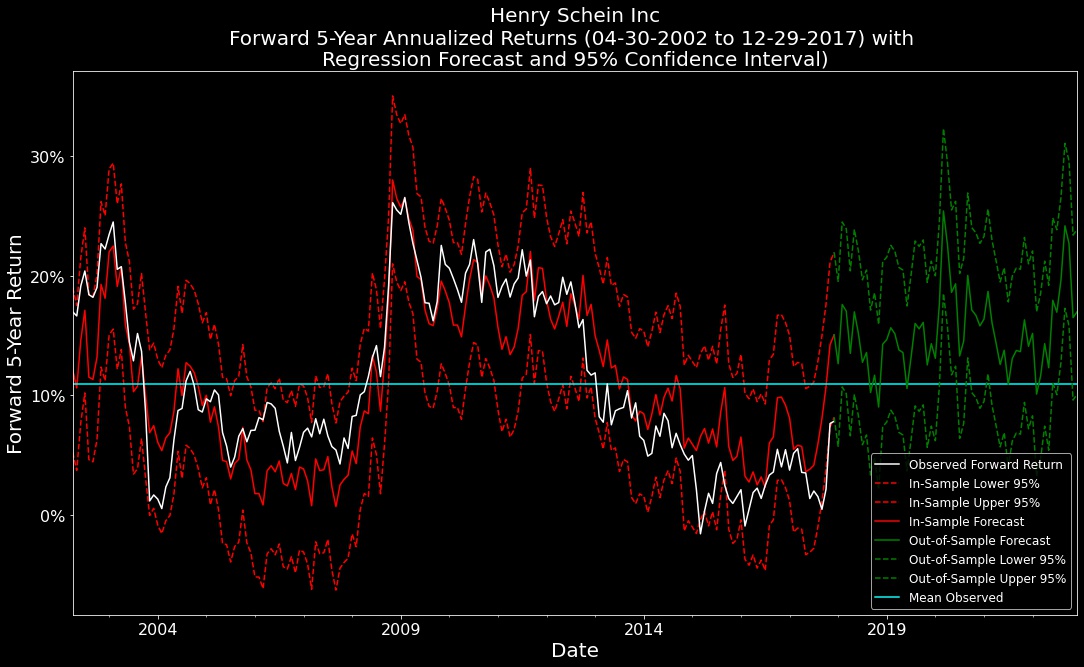 Henry Schein Inc
Forward 5-Year Annualized Returns (04-30-2002 to 12-29-2017) with
Regression Forecast and 95% Confidence Interval)
Forward 5-Year Return
30%
20%
10%
0%
Observed Forward Return
In-Sample Lower 95%
In-Sample Upper 95%
In-Sample Forecast
Out-of-Sample Forecast
Out-of-Sample Lower 95%
Out-of-Sample Upper 95%
Mean Observed
2004
2009
2014
2019
Date